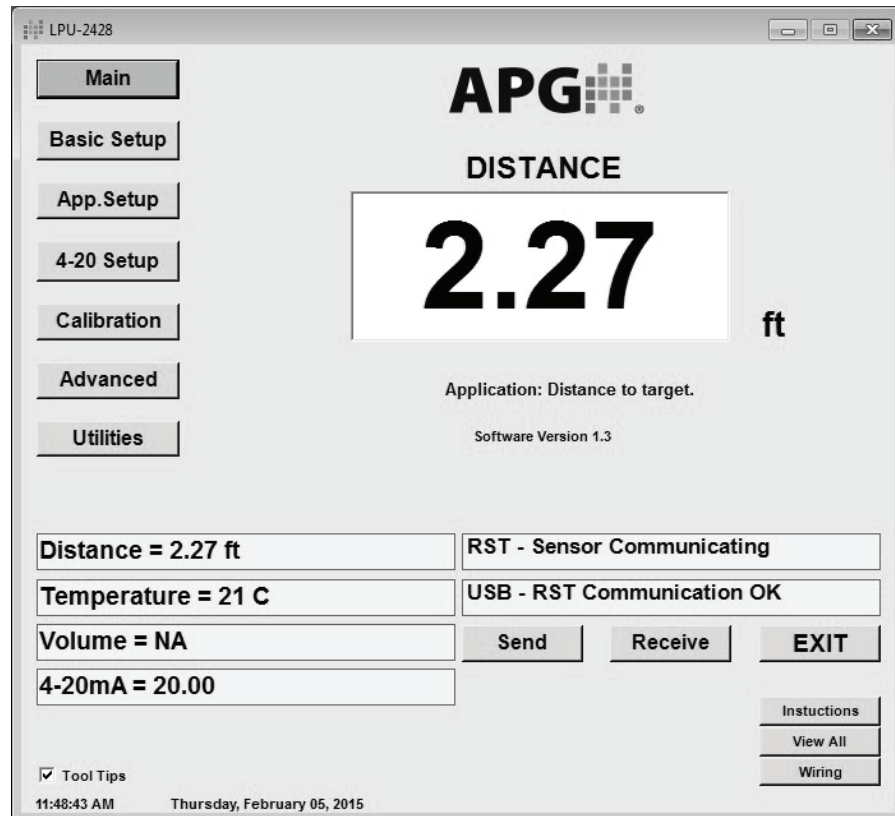 LPU-2428
Main
Basic Setup
App.Setup
4-20 Setup
Calibration
Advanced
Utilities
APG®
DISTANCE
2.27
ft
Application: Distance to target.
Software Version 1.3
Distance = 2.27 ft
Temperature = 21 C
Volume = NA
4-20mA = 20.00
RST - Sensor Communicating
USB - RST Communication OK
Send Receive EXIT
Instuctions
View All
Wiring
Tool Tips
11:48:43 AM Thursday, February 05, 2015